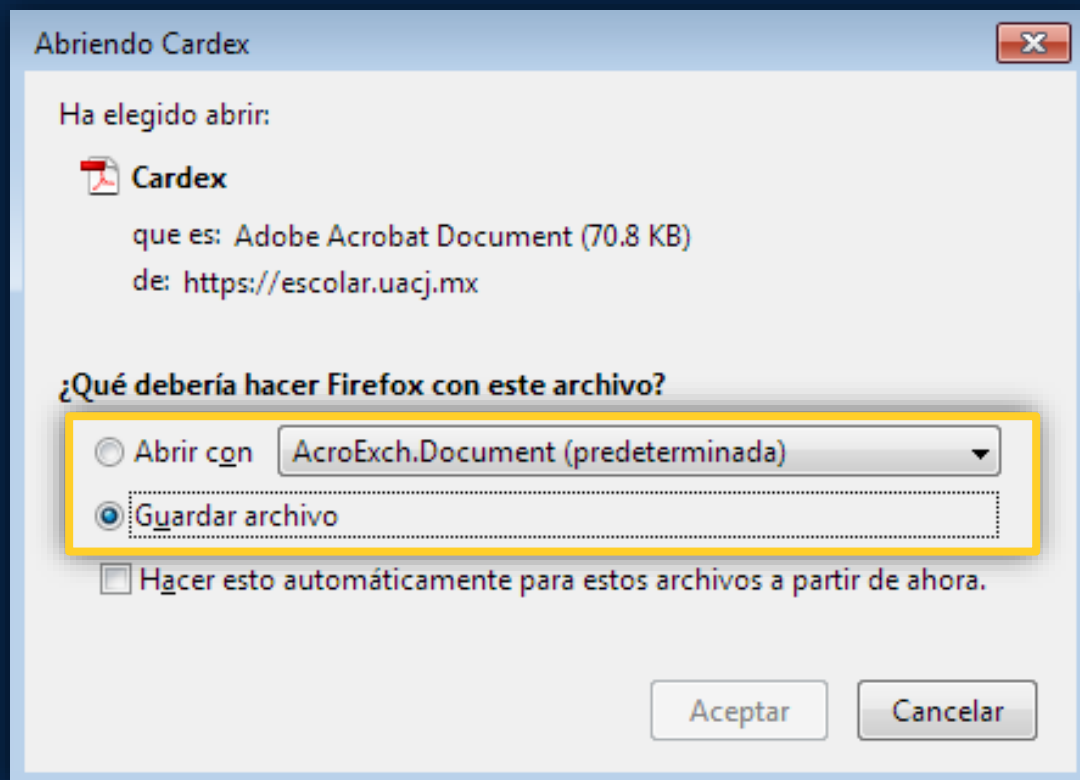 Abriendo Cardex
Ha elegido abrir:
Cardex
que es: Adobe Acrobat Document (70.8 KB)
de: https://escolar.uacj.mx
¿Qué debería hacer Firefox con este archivo?
Abrir con AcroExch.Document (predeterminada)
Guardar archivo
Hacer esto automáticamente para estos archivos a partir de ahora.
Aceptar Cancelar